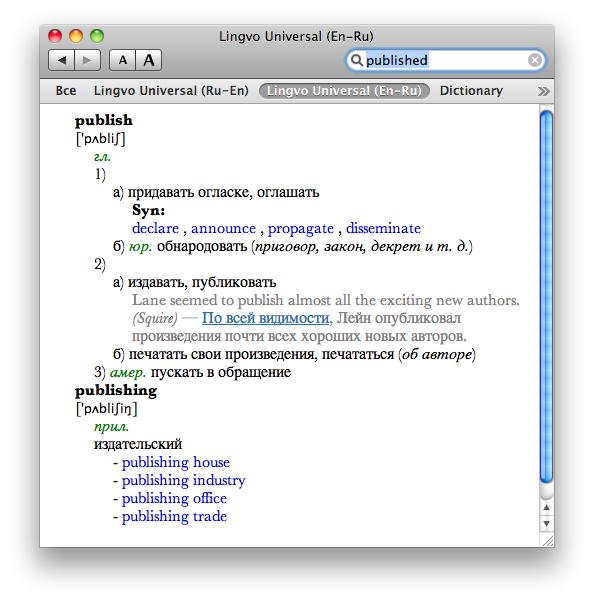 Lingvo Universal (En-Ru)
A A published
Все Lingvo Universal (Ru-En) Lingvo Universal (En-Ru) Dictionary »
publish
['pʌbliʃ]
гл.
1)
а) придавать огласке, оглашать
Syn:
declare , announce , propagate , disseminate
б) юр. обнародовать (приговор, закон, декрет и т. д.)
2)
а) издавать, публиковать
Lane seemed to publish almost all the exciting new authors.
(Squire) — По всей видимости, Лейн опубликовал
произведения почти всех хороших новых авторов.
б) печатать свои произведения, печататься (об авторе)
3) амер. пускать в обращение
publishing
['pʌbliʃiŋ]
прил.
издательский
- publishing house
- publishing industry
- publishing office
- publishing trade